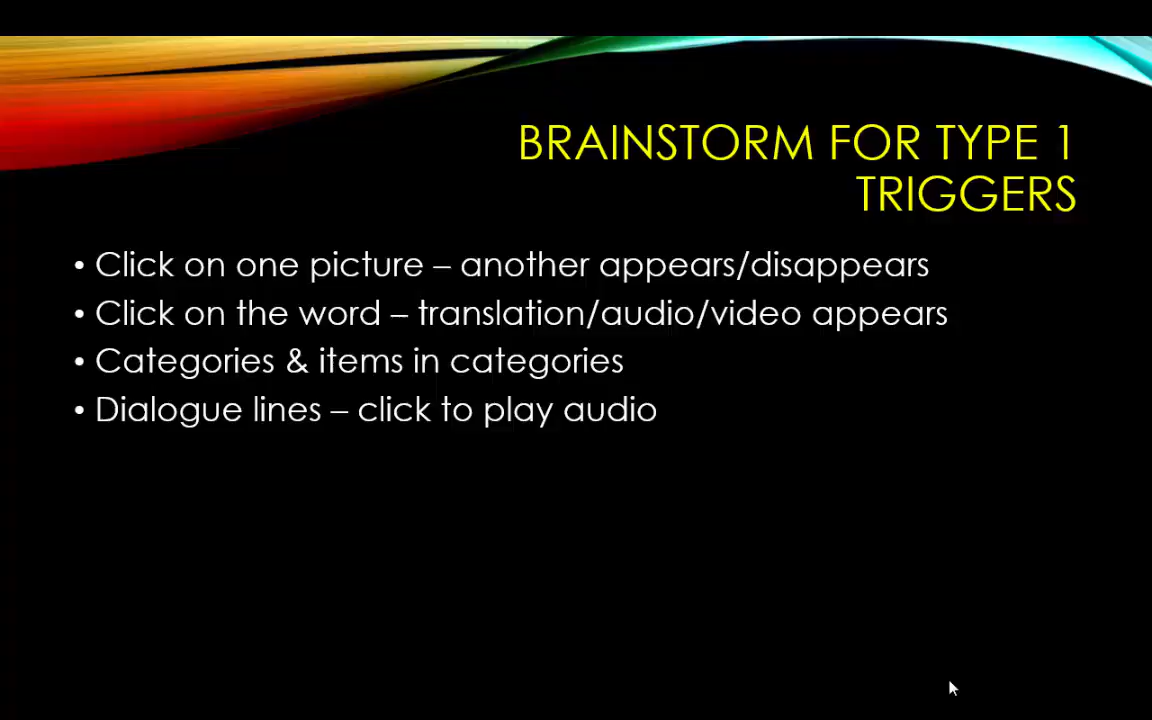 BRAINSTORM FOR TYPE 1
TRIGGERS
• Click on one picture – another appears/disappears
• Click on the word – translation/audio/video appears
• Categories & items in categories
• Dialogue lines – click to play audio